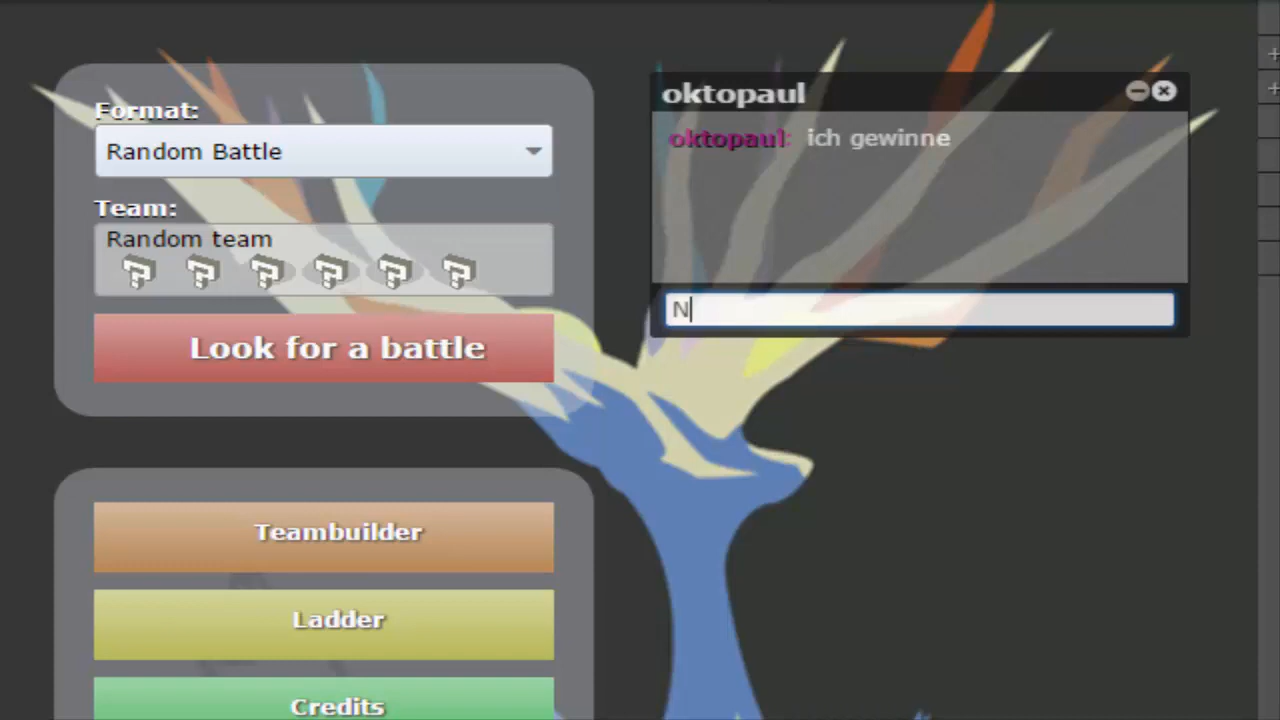 Format:
Random Battle
Team:
Random team
Look for a battle
Teambuilder
Ladder
Credits
oktopaul
oktopaul: ich gewinne
N